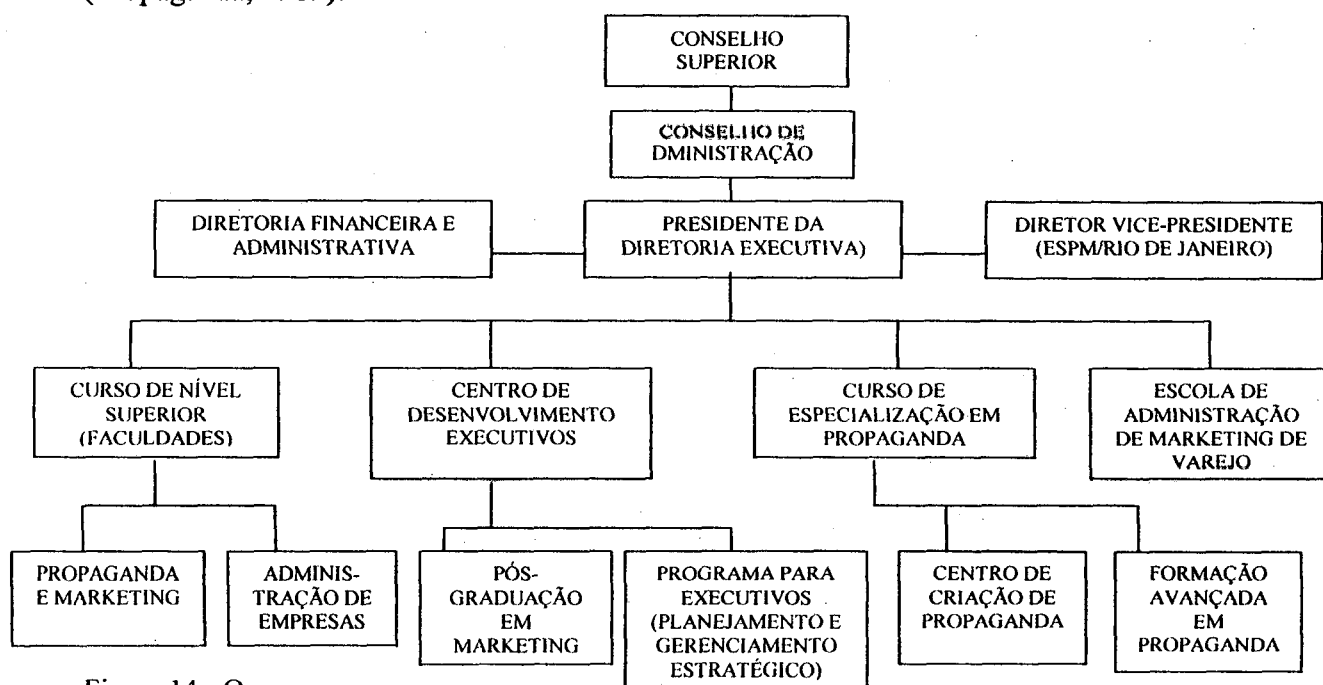 CONSELHO
SUPERIOR
CONSELHO DE
DMINISTRAÇÃO
DIRETORIA FINANCEIRA E
ADMINISTRATIVA
PRESIDENTE DA
DIRETORIA EXECUTIVA)
DIRETOR VICE-PRESIDENTE
(ESPM/RIO DE JANEIRO)
CURSO DE NÍVEL
SUPERIOR
(FACULDADES)
CENTRO DE
DESENVOLVIMENTO
EXECUTIVOS
CURSO DE
ESPECIALIZAÇÃO EM
PROPAGANDA
ESCOLA DE
ADMINISTRAÇÃO
DE MARKETING DE
VAREJO
PROPAGANDA
E MARKETING
ADMINIS-
TRAÇÃO DE
EMPRESAS
PÓS-
GRADUAÇÃO
EM
MARKETING
PROGRAMA PARA
EXECUTIVOS
(PLANEJAMENTO E
GERENCIAMENTO
ESTRATÉGICO)
CENTRO DE
CRIAÇÃO DE
PROPAGANDA
FORMAÇÃO
AVANÇADA
EM
PROPAGANDA